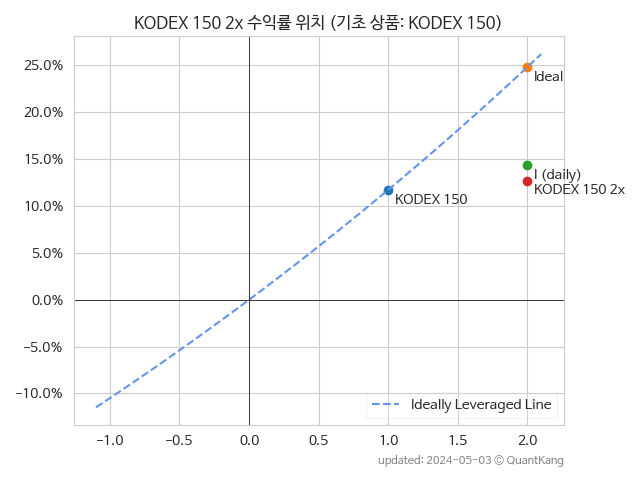 KODEX 150 2x 수익률 위치 (기초 상품: KODEX 150)
25.0%
20.0%
15.0%
10.0%
5.0%
0.0%
−5.0%
−10.0%
Ideal
I (daily)
KODEX 150 2x
KODEX 150
Ideally Leveraged Line
−1.0
−0.5
0.0
0.5
1.0
1.5
2.0
updated: 2024-05-03 © QuantKang